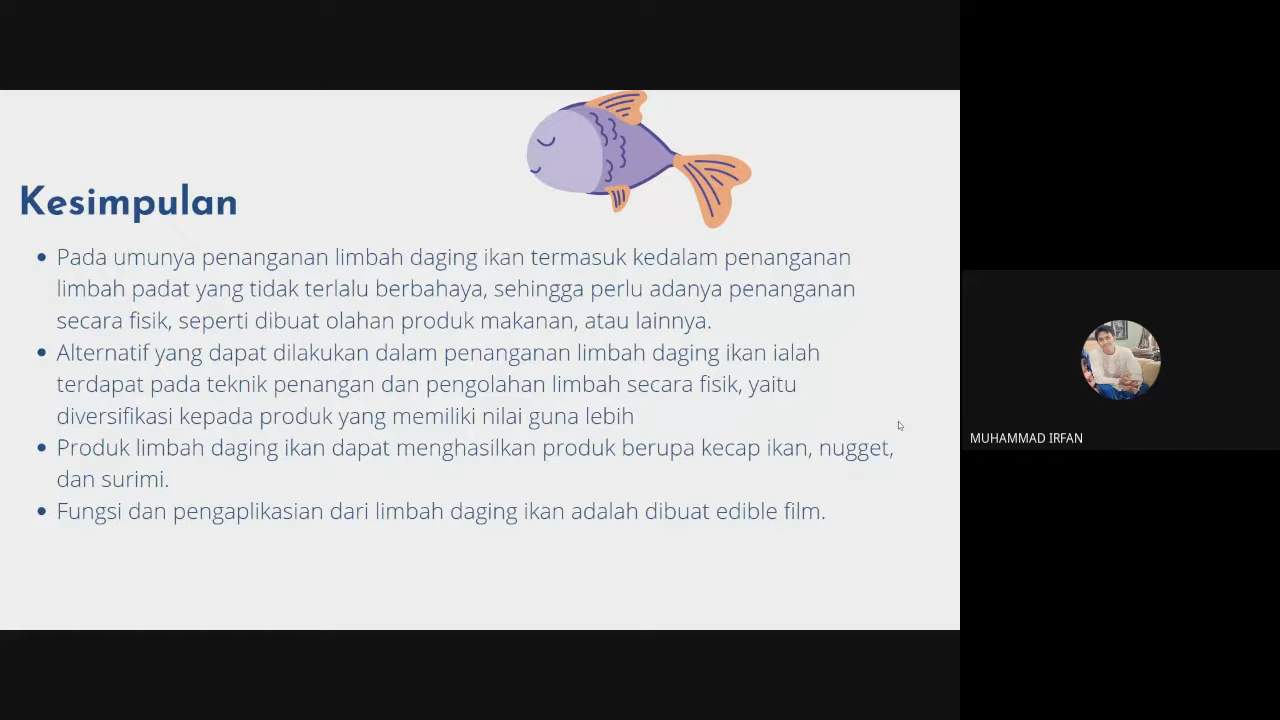 Kesimpulan
Pada umunya penanganan limbah daging ikan termasuk kedalam penanganan
limbah padat yang tidak terlalu berbahaya, sehingga perlu adanya penanganan
secara fisik, seperti dibuat olahan produk makanan, atau lainnya.
Alternatif yang dapat dilakukan dalam penanganan limbah daging ikan ialah
terdapat pada teknik penangan dan pengolahan limbah secara fisik, yaitu
diversifikasi kepada produk yang memiliki nilai guna lebih
Produk limbah daging ikan dapat menghasilkan produk berupa kecap ikan, nugget,
dan surimi.
Fungsi dan pengaplikasian dari limbah daging ikan adalah dibuat edible film.
MUHAMMAD IRFAN